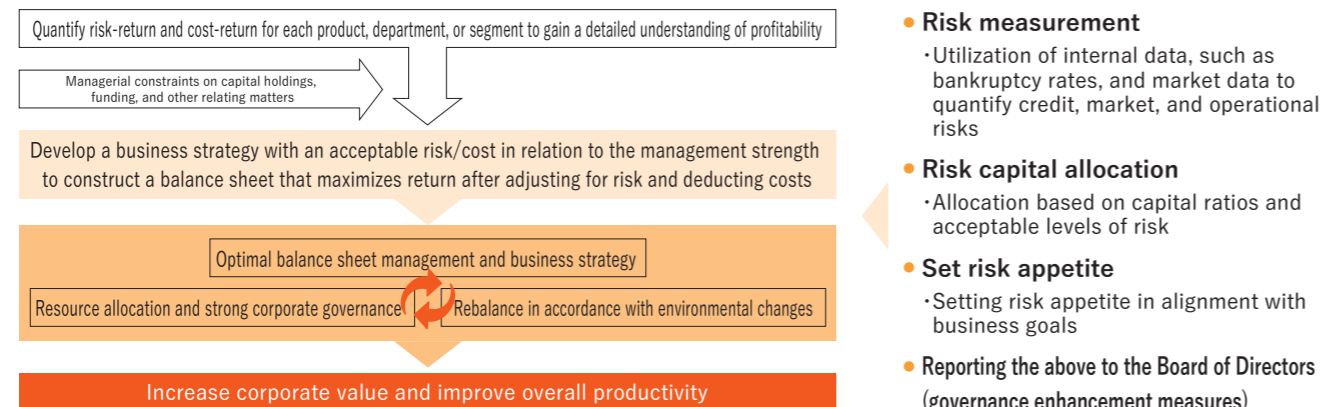 Quantify risk-return and cost-return for each product, department, or segment to gain a detailed understanding of profitability
Managerial constraints on capital holdings,
funding, and other relating matters
Develop a business strategy with an acceptable risk/cost in relation to the management strength
to construct a balance sheet that maximizes return after adjusting for risk and deducting costs
Optimal balance sheet management and business strategy
Resource allocation and strong corporate governance
Rebalance in accordance with environmental changes
Increase corporate value and improve overall productivity
● Risk measurement
・Utilization of internal data, such as
bankruptcy rates, and market data to
quantify credit, market, and operational
risks
● Risk capital allocation
・Allocation based on capital ratios and
acceptable levels of risk
● Set risk appetite
・Setting risk appetite in alignment with
business goals
● Reporting the above to the Board of Directors
(governance enhancement measures)